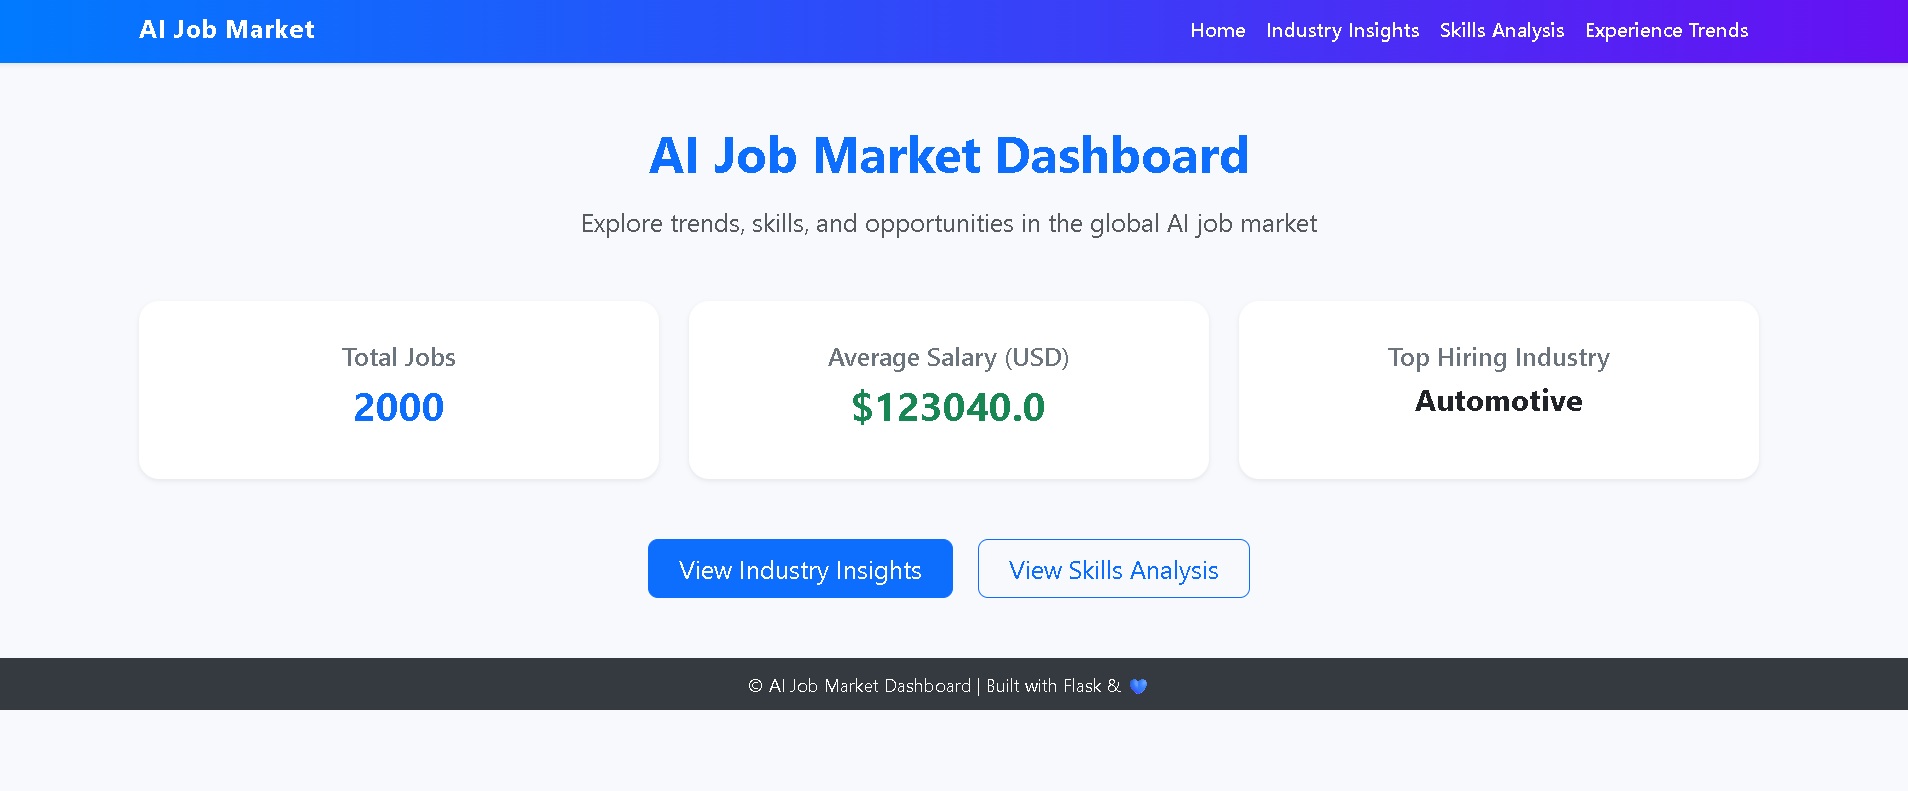 AI Job Market
Home Industry Insights Skills Analysis Experience Trends
AI Job Market Dashboard
Explore trends, skills, and opportunities in the global AI job market
Total Jobs
2000
Average Salary (USD)
$123040.0
Top Hiring Industry
Automotive
View Industry Insights
View Skills Analysis
© AI Job Market Dashboard | Built with Flask & 💙